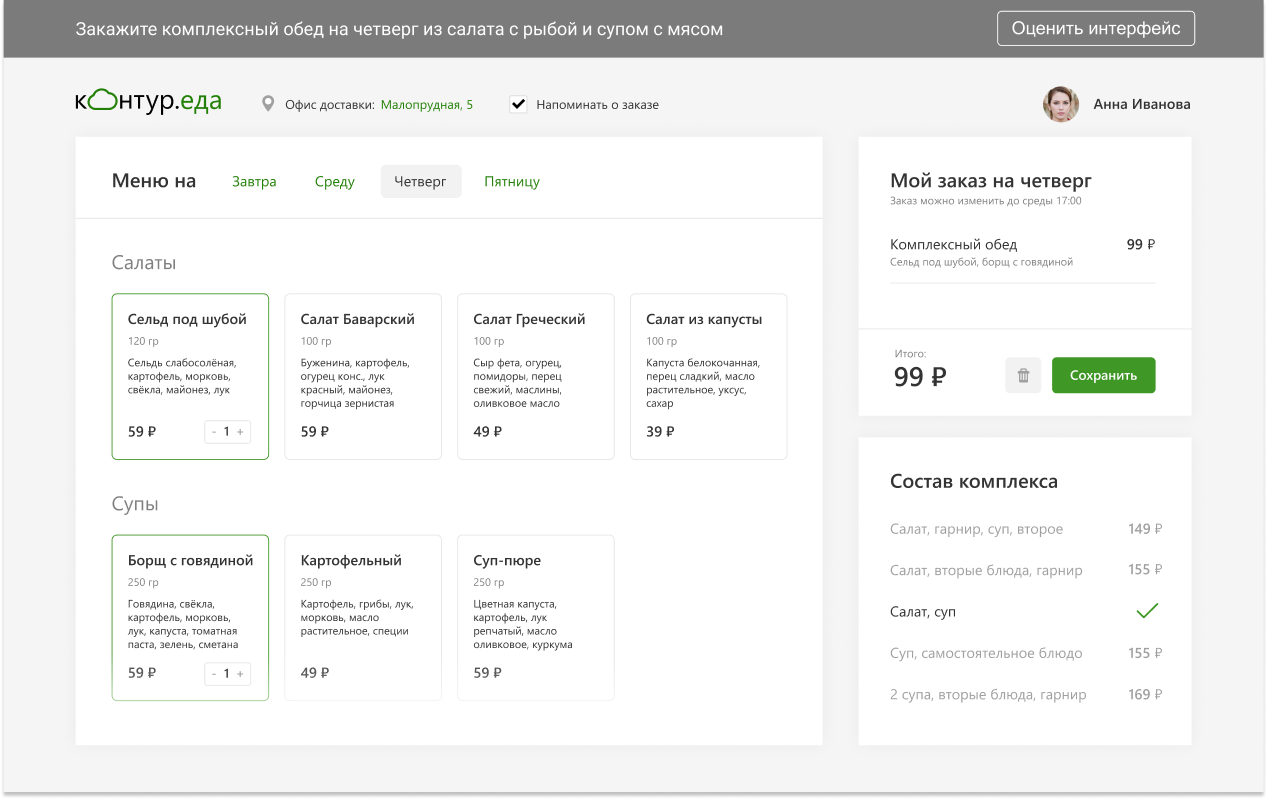 Закажите комплексный обед на четверг из салата с рыбой и супом с мясом
Оценить интерфейс
контур.еда
Офис доставки: Малопрудная, 5
Напоминать о заказе
Анна Иванова
Меню на
Завтра
Среду
Четверг
Пятницу
Салаты
Сельд под шубой
120 гр
Сельдь слабосолёная,
картофель, морковь,
свёкла, майонез, лук
59 ₽
- 1 +
Салат Баварский
100 гр
Буженина, картофель,
огурец конс., лук
красный, майонез,
горчица зернистая
59 ₽
Салат Греческий
100 гр
Сыр фета, огурец,
помидоры, перец
свежий, маслины,
оливковое масло
49 ₽
Салат из капусты
100 гр
Капуста белокочанная,
перец сладкий, масло
растительное, уксус,
сахар
39 ₽
Супы
Борщ с говядиной
250 гр
Говядина, свёкла,
картофель, морковь,
лук, капуста, томатная
паста, зелень, сметана
59 ₽
- 1 +
Картофельный
250 гр
Картофель, грибы, лук,
морковь, масло
растительное, специи
49 ₽
Суп-пюре
250 гр
Цветная капуста,
картофель, лук
репчатый, масло
оливковое, куркума
59 ₽
Мой заказ на четверг
Заказ можно изменить до среды 17:00
Комплексный обед 99 ₽
Сельд под шубой, борщ с говядиной
Итого:
99 ₽
Сохранить
Состав комплекса
Салат, гарнир, суп, второе 149 ₽
Салат, вторые блюда, гарнир 155 ₽
Салат, суп
Суп, самостоятельное блюдо 155 ₽
2 супа, вторые блюда, гарнир 169 ₽